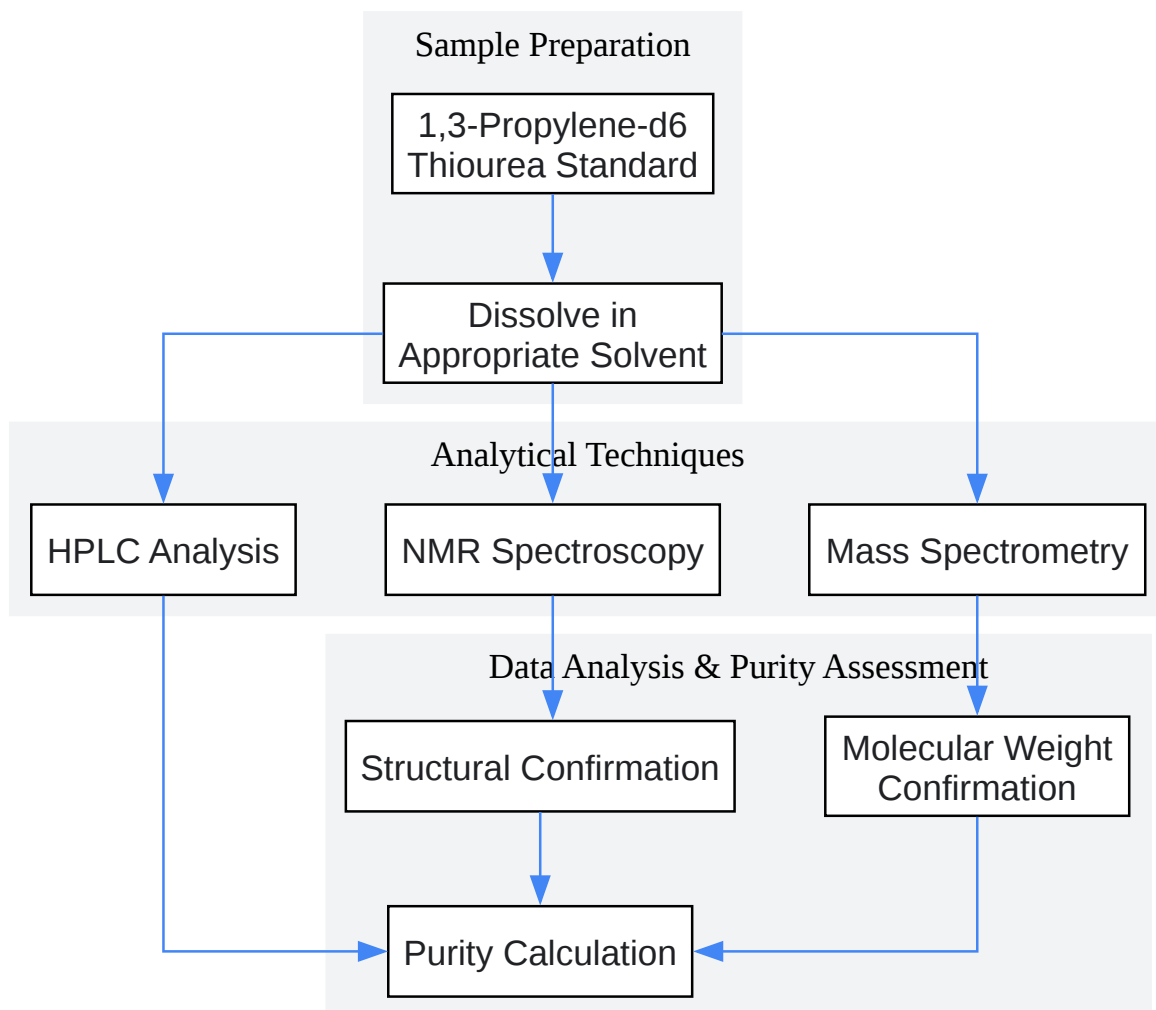 Sample Preparation
1,3-Propylene-d6
Thiourea Standard
Dissolve in
Appropriate Solvent
Analytical Techniques
HPLC Analysis
NMR Spectroscopy
Mass Spectrometry
Data Analysis & Purity Assessment
Structural Confirmation
Molecular Weight
Confirmation
Purity Calculation